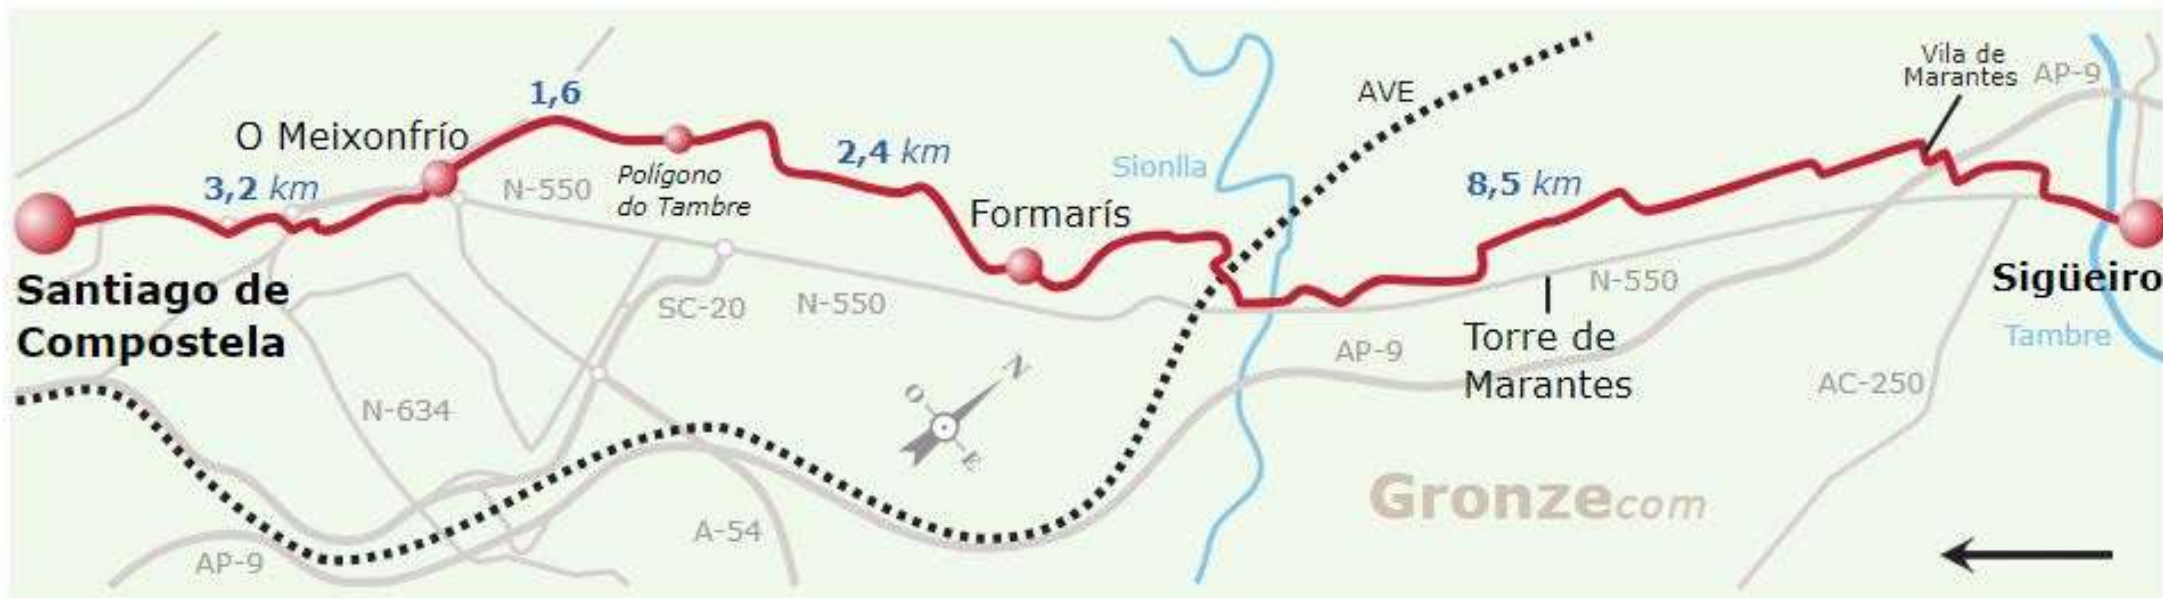 Vila de
Marantes
AP-9
1,6
AVE
O Meixonfrío
2,4 km
Sionlla
3,2 km
N-550
Polígono
do Tambre
8,5 km
Formarís
Santiago de
Compostela
SC-20
N-550
N-550
Sigüeiro
Torre de
Marantes
AP-9
Tambre
N
O
E
N-634
AC-250
Gronze.com
A-54
AP-9